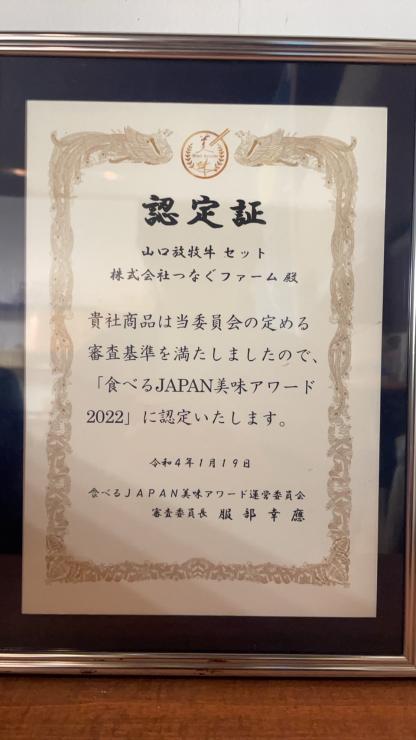 美
味
認定証
山口放牧牛 セット
株式会社つなぐファーム 殿
貴社商品は当委員会の定める
審査基準を満たしましたので、
「食べるJAPAN美味アワード
2022」に認定いたします。
令和4年1月19日
食べるJAPAN美味アワード運営委員会
審査委員長 服部幸應